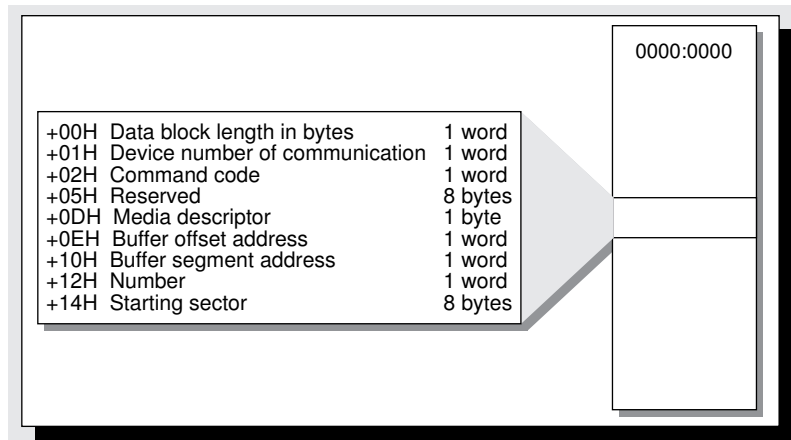 0000:0000
+00H Data block length in bytes 1 word
+01H Device number of communication 1 word
+02H Command code 1 word
+05H Reserved 8 bytes
+0DH Media descriptor 1 byte
+0EH Buffer offset address 1 word
+10H Buffer segment address 1 word
+12H Number 1 word
+14H Starting sector 8 bytes